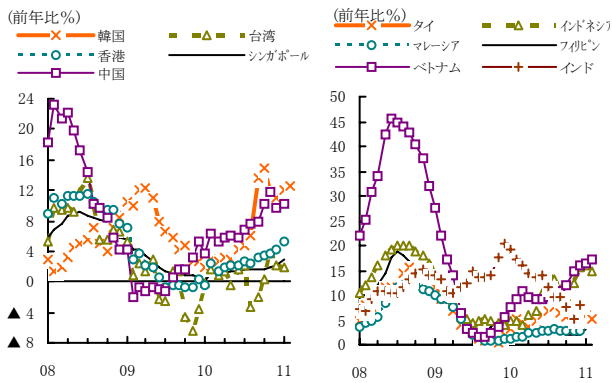 (前年比%)
韓国
台湾
香港
シンガポール
中国
24
20
16
12
8
4
0
▲ 4
▲ 8
08
09
10
11
(前年比%)
タイ
インドネシア
マレーシア
フィリピン
ベトナム
インド
50
45
40
35
30
25
20
15
10
5
0
08
09
10
11